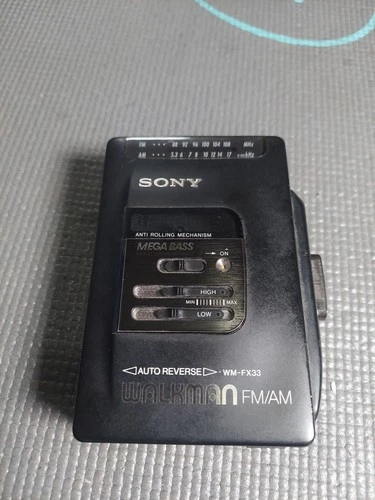 FM ••• 88 92 96 100 104 108 MHz
AM ••• 5.3 6 7 8 10 12 14 17 kHz
SONY
ANTI ROLLING MECHANISM
MEGA BASS
→ ON
HIGH
MIN MAX
LOW
◁AUTO REVERSE▷ • WM-FX33
WALKMAN FM/AM